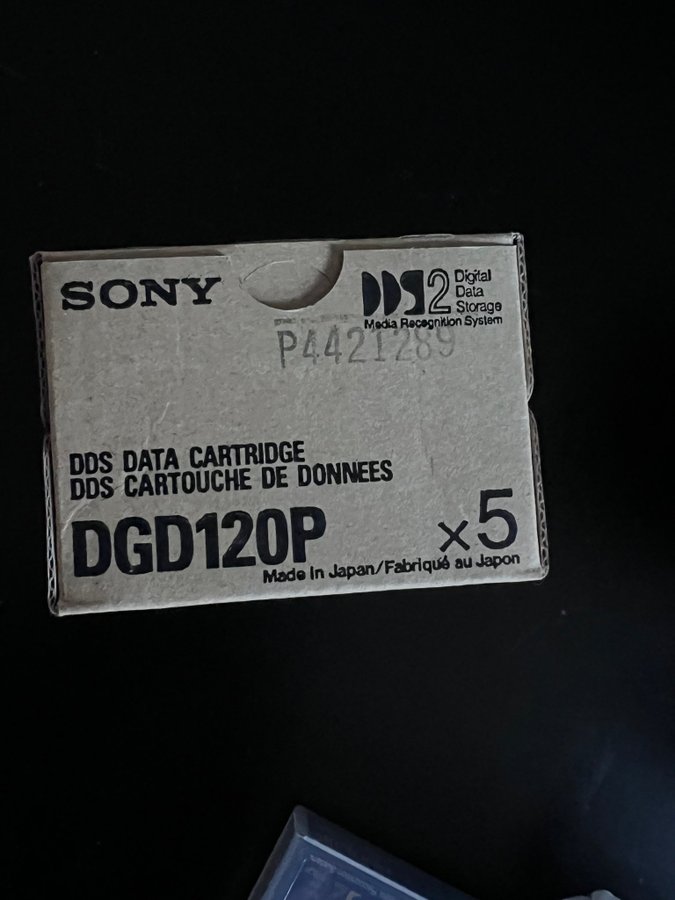 SONY
DDS2 Digital
Data
Storage
Media Recognition System
P4421289
DDS DATA CARTRIDGE
DDS CARTOUCHE DE DONNEES
DGD120P
x5
Made in Japan/Fabriqué au Japon